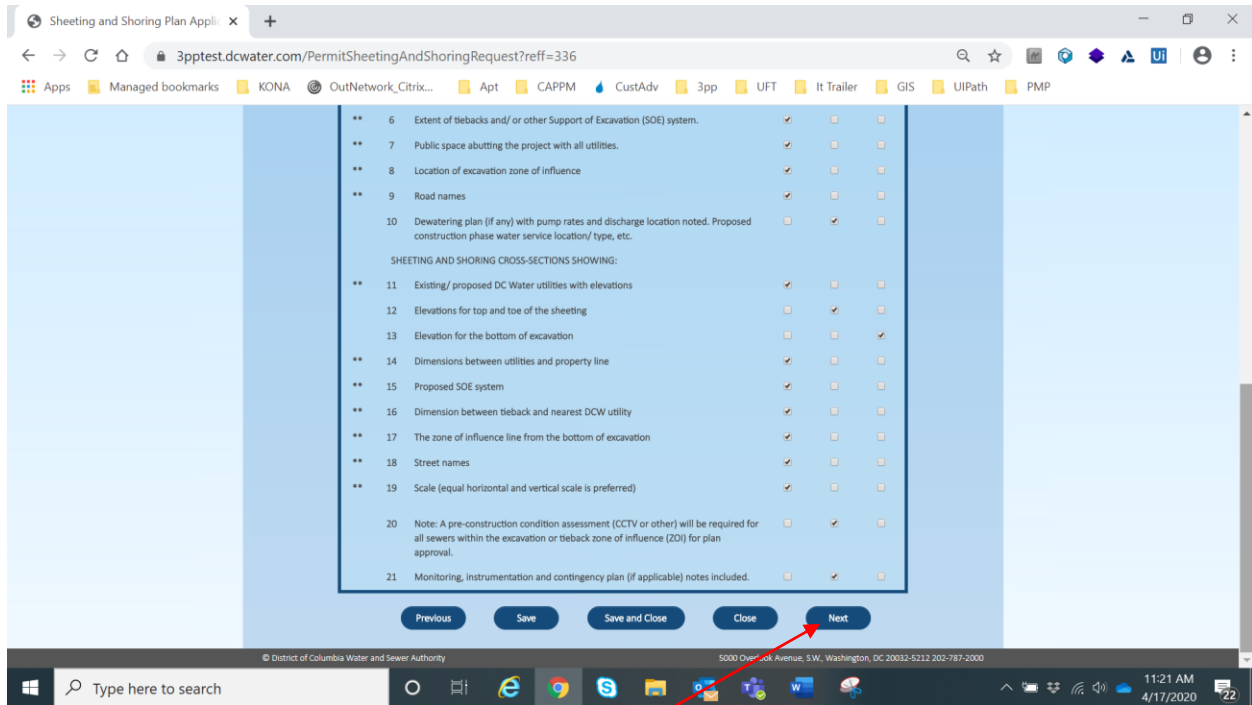 Sheeting and Shoring Plan Applic
3pptest.dcwater.com/PermitSheetingAndShoringRequest?reff=336
Apps Managed bookmarks KONA OutNetwork_Citrix... Apt CAPPM CustAdv 3pp UFT It Trailer GIS UIPath PMP
** 6 Extent of tiebacks and/ or other Support of Excavation (SOE) system.
** 7 Public space abutting the project with all utilities.
** 8 Location of excavation zone of influence
** 9 Road names
10 Dewatering plan (if any) with pump rates and discharge location noted. Proposed
construction phase water service location/ type, etc.
SHEETING AND SHORING CROSS-SECTIONS SHOWING:
** 11 Existing/ proposed DC Water utilities with elevations
12 Elevations for top and toe of the sheeting
13 Elevation for the bottom of excavation
** 14 Dimensions between utilities and property line
** 15 Proposed SOE system
** 16 Dimension between tieback and nearest DCW utility
** 17 The zone of influence line from the bottom of excavation
** 18 Street names
** 19 Scale (equal horizontal and vertical scale is preferred)
20 Note: A pre-construction condition assessment (CCTV or other) will be required for
all sewers within the excavation or tieback zone of influence (ZOI) for plan
approval.
21 Monitoring, instrumentation and contingency plan (if applicable) notes included.
Previous Save Save and Close Close Next
© District of Columbia Water and Sewer Authority 5000 Overlook Avenue, S.W., Washington, DC 20032-5212 202-787-2000
Type here to search
11:21 AM
4/17/2020
22